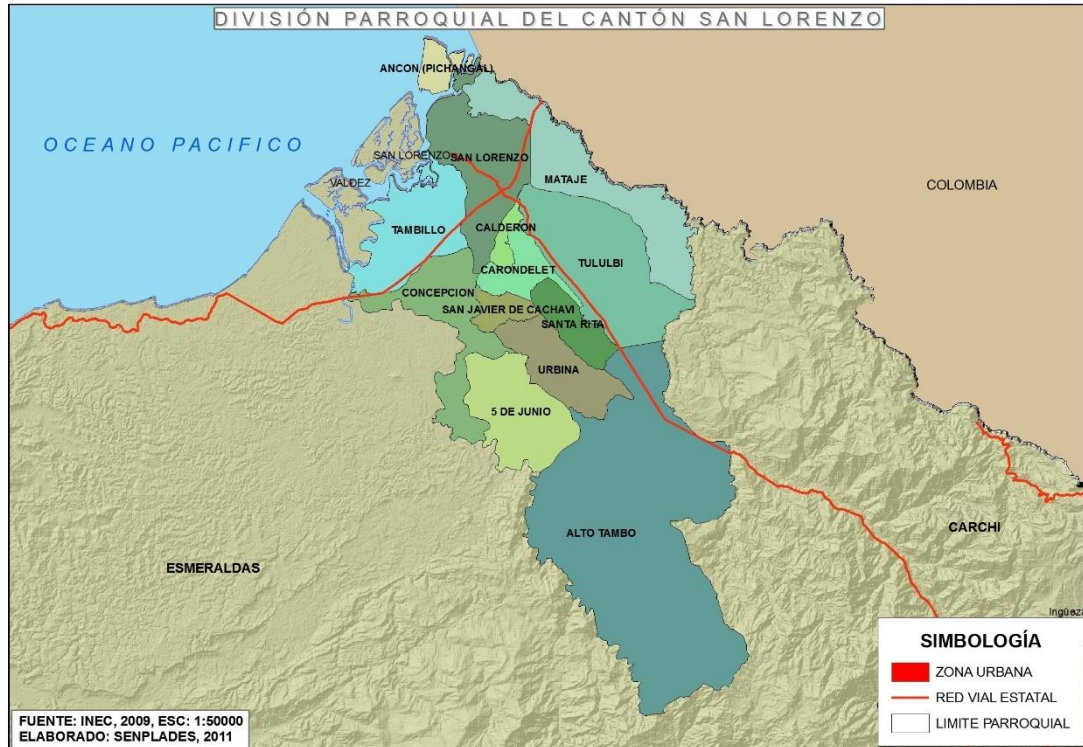 DIVISIÓN PARROQUIAL DEL CANTÓN SAN LORENZO
ANCON (PICHANGAL)
OCEANO PACIFICO
SAN LORENZO
SAN LORENZO
VALDEZ
MATAJE
COLOMBIA
TAMBILLO
CALDERON
TULULBI
CARONDELET
CONCEPCION
SAN JAVIER DE CACHAVI
SANTA RITA
URBINA
5 DE JUNIO
ALTO TAMBO
CARCHI
ESMERALDAS
Ingüeza
SIMBOLOGÍA
ZONA URBANA
RED VIAL ESTATAL
LIMITE PARROQUIAL
FUENTE: INEC, 2009, ESC: 1:50000
ELABORADO: SENPLADES, 2011